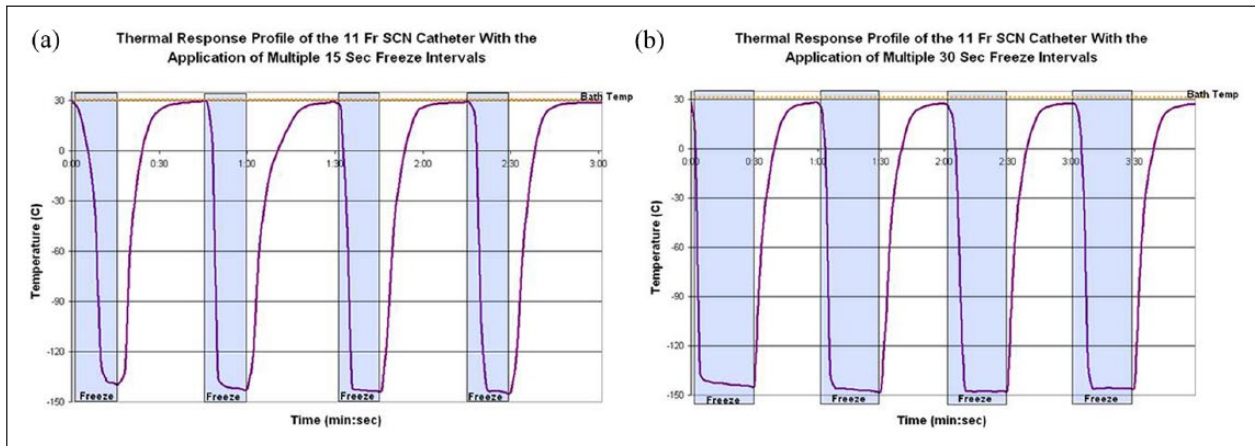 (a)
Thermal Response Profile of the 11 Fr SCN Catheter With the
Application of Multiple 15 Sec Freeze Intervals
Temperature (C)
30
0
-30
-60
-90
-120
-150
Bath Temp
0:00 0:30 1:00 1:30 2:00 2:30 3:00
Freeze Freeze Freeze Freeze
Time (min:sec)
(b)
Thermal Response Profile of the 11 Fr SCN Catheter With the
Application of Multiple 30 Sec Freeze Intervals
Temperature (C)
30
0
-30
-60
-90
-120
-150
Bath Temp
0:00 0:30 1:00 1:30 2:00 2:30 3:00 3:30
Freeze Freeze Freeze Freeze
Time (min:sec)